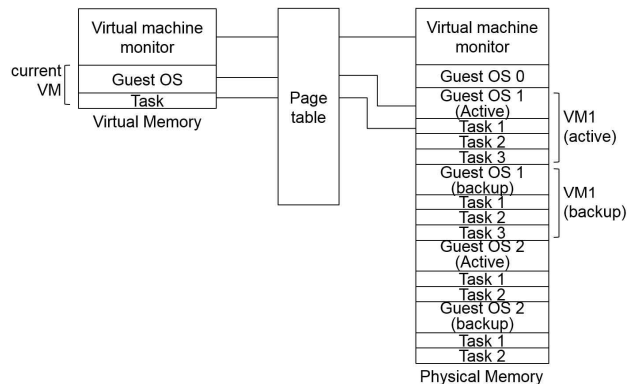 Virtual machine
monitor
current
VM
Guest OS
Task
Virtual Memory
Page
table
Virtual machine
monitor
Guest OS 0
Guest OS 1
(Active)
Task 1
Task 2
Task 3
VM1
(active)
Guest OS 1
(backup)
Task 1
Task 2
Task 3
VM1
(backup)
Guest OS 2
(Active)
Task 1
Task 2
Guest OS 2
(backup)
Task 1
Task 2
Physical Memory